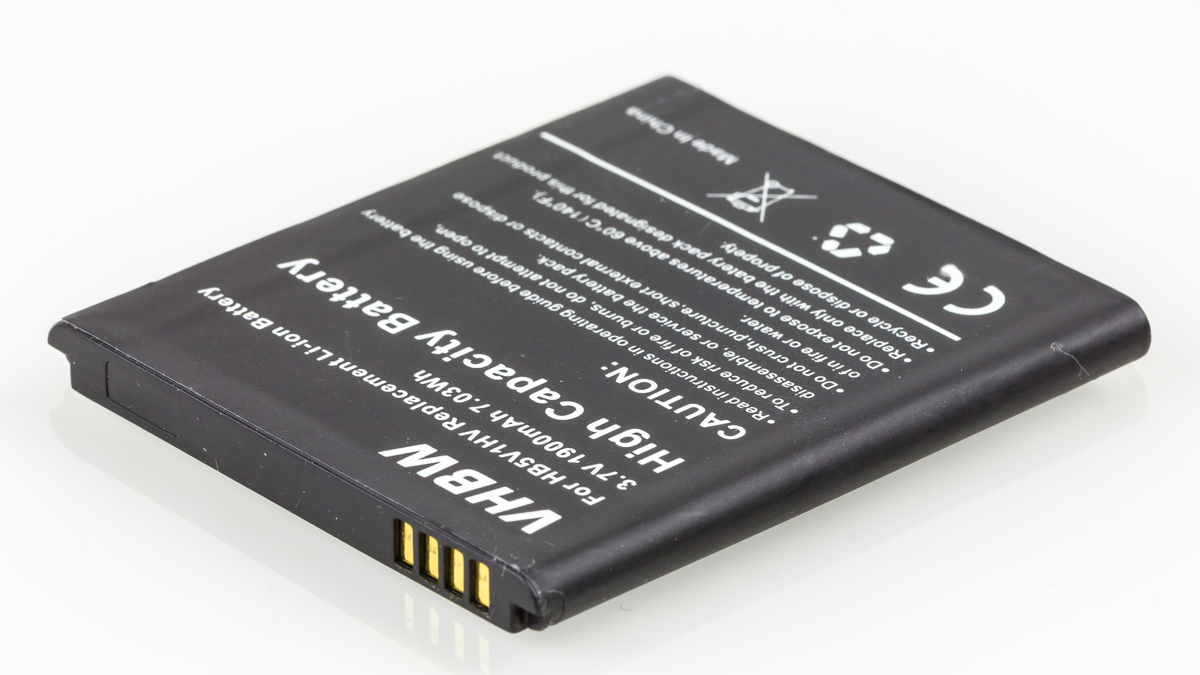 VHBW
For HB5V1HV Replacement Li-Ion Battery
3.7V 1900mAh 7.03Wh
High Capacity Battery
CAUTION:
•Read instructions in operating guide before using the battery
•To reduce risk of fire or burns, do not attempt to open,
disassemble, or service the battery pack.
•Do not crush,puncture,short external contacts or dispose
of in fire or water.
•Do not expose to temperatures above 60°C (140°F).
•Replace only with the battery pack designated for this product
•Recycle or dispose of properly.
CE
Made In China